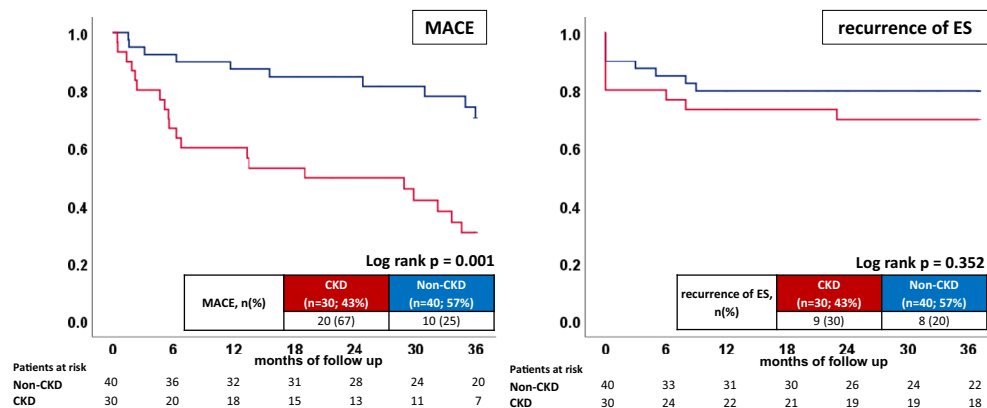 MACE
1.0
0.8
0.6
0.4
0.2
0.0
Log rank p = 0.001
MACE, n(%)
CKD
(n=30; 43%)
Non-CKD
(n=40; 57%)
20 (67)
10 (25)
0 6 12 18 24 30 36
months of follow up
Patients at risk
Non-CKD 40 36 32 31 28 24 20
CKD 30 20 18 15 13 11 7
recurrence of ES
1.0
0.8
0.6
0.4
0.2
0.0
Log rank p = 0.352
recurrence of ES,
n(%)
CKD
(n=30; 43%)
Non-CKD
(n=40; 57%)
9 (30)
8 (20)
0 6 12 18 24 30 36
months of follow up
Patients at risk
Non-CKD 40 33 31 30 26 24 22
CKD 30 24 22 21 19 19 18